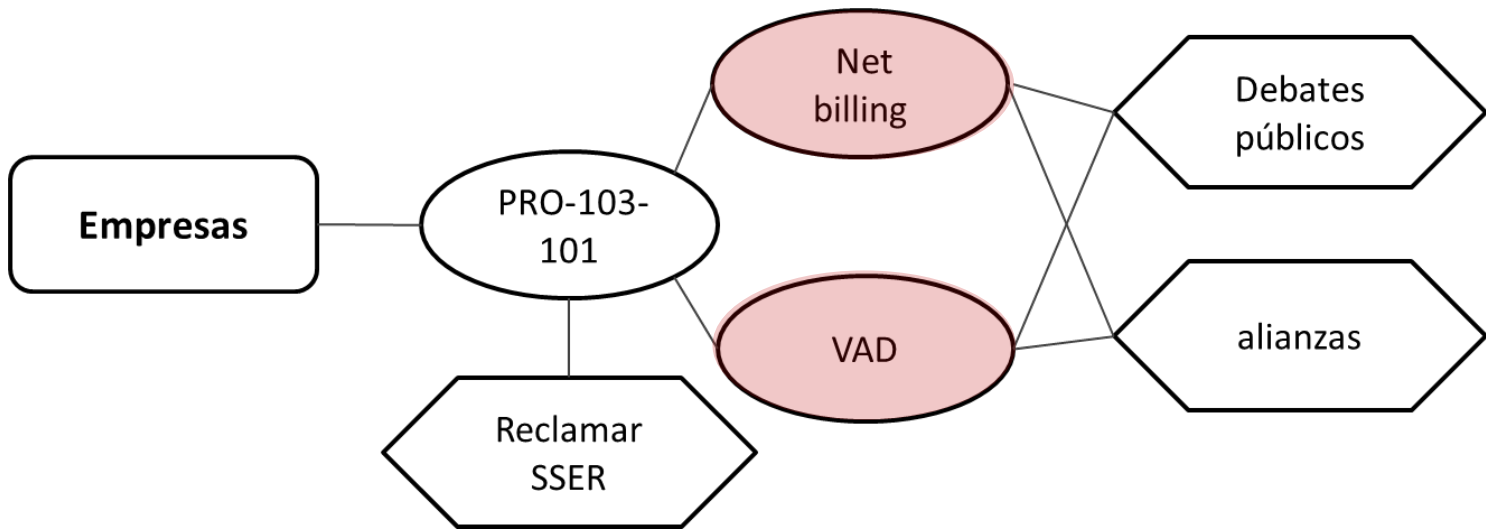 Empresas
PRO-103-
101
Reclamar
SSER
Net
billing
VAD
Debates
públicos
alianzas